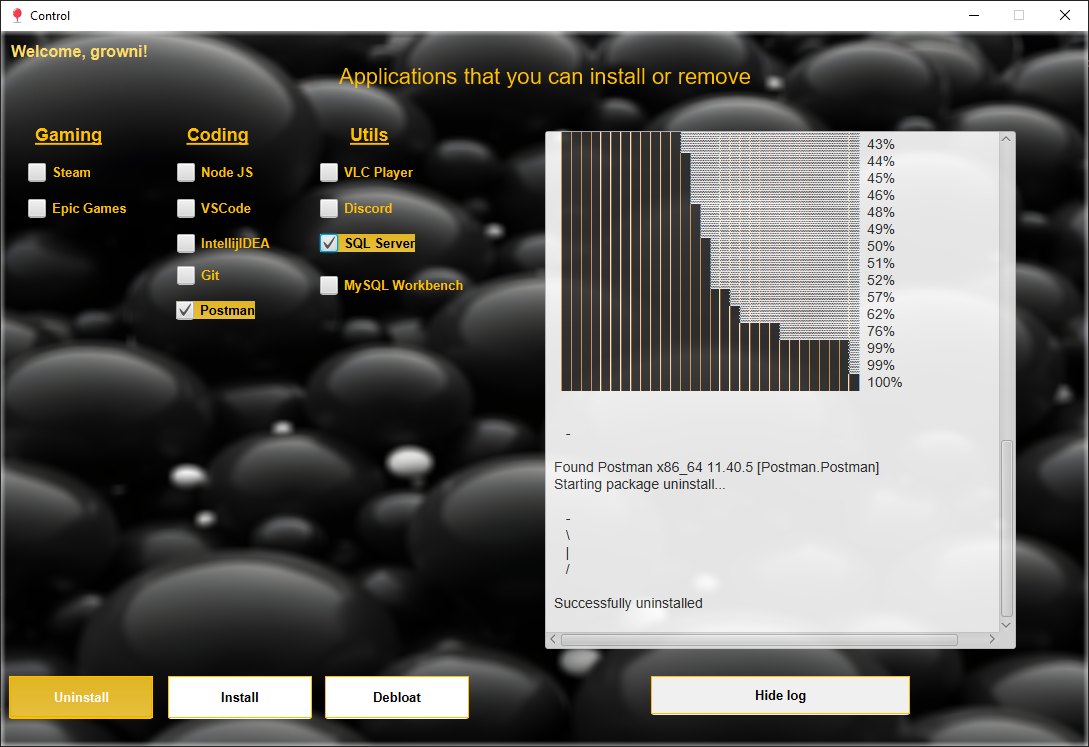 Control
Welcome, growni!
Applications that you can install or remove
Gaming
Steam
Epic Games
Coding
Node JS
VSCode
IntellijIDEA
Git
Postman
Utils
VLC Player
Discord
SQL Server
MySQL Workbench
43%
44%
45%
46%
48%
49%
50%
51%
52%
57%
62%
76%
99%
99%
100%
-
Found Postman x86_64 11.40.5 [Postman.Postman]
Starting package uninstall...
-
\
|
/
Successfully uninstalled
Uninstall
Install
Debloat
Hide log